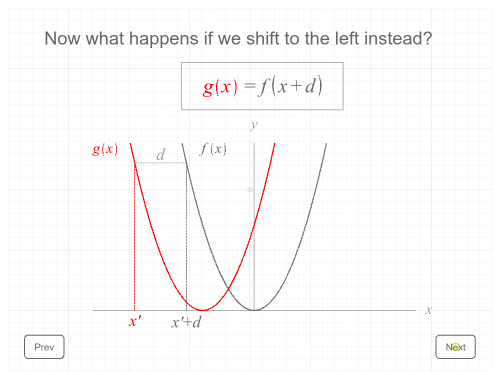 Now what happens if we shift to the left instead?
g(x) = f(x+d)
y
g(x) d f(x)
x
x' x'+d
Prev Next